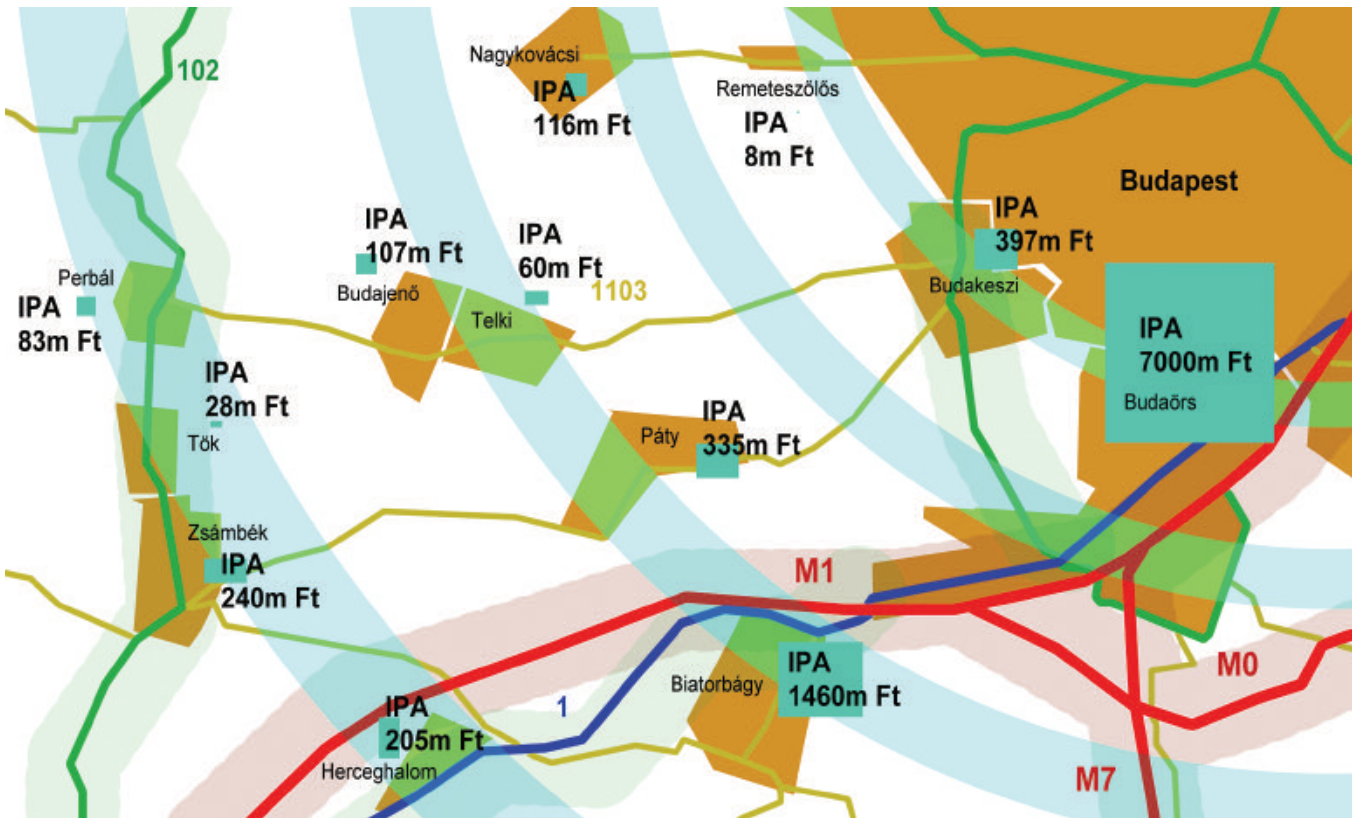 Nagykovácsi
102
IPA
116m Ft
Remeteszölős
IPA
8m Ft
Budapest
IPA
107m Ft
IPA
60m Ft
IPA
397m Ft
Perbál
Budajenő
1103
Budakeszi
IPA
83m Ft
Telki
IPA
7000m Ft
IPA
28m Ft
Budaörs
IPA
335m Ft
Tök
Páty
Zsámbék
IPA
240m Ft
M1
IPA
1460m Ft
Biatorbágy
M0
IPA
205m Ft
1
Herceghalom
M7